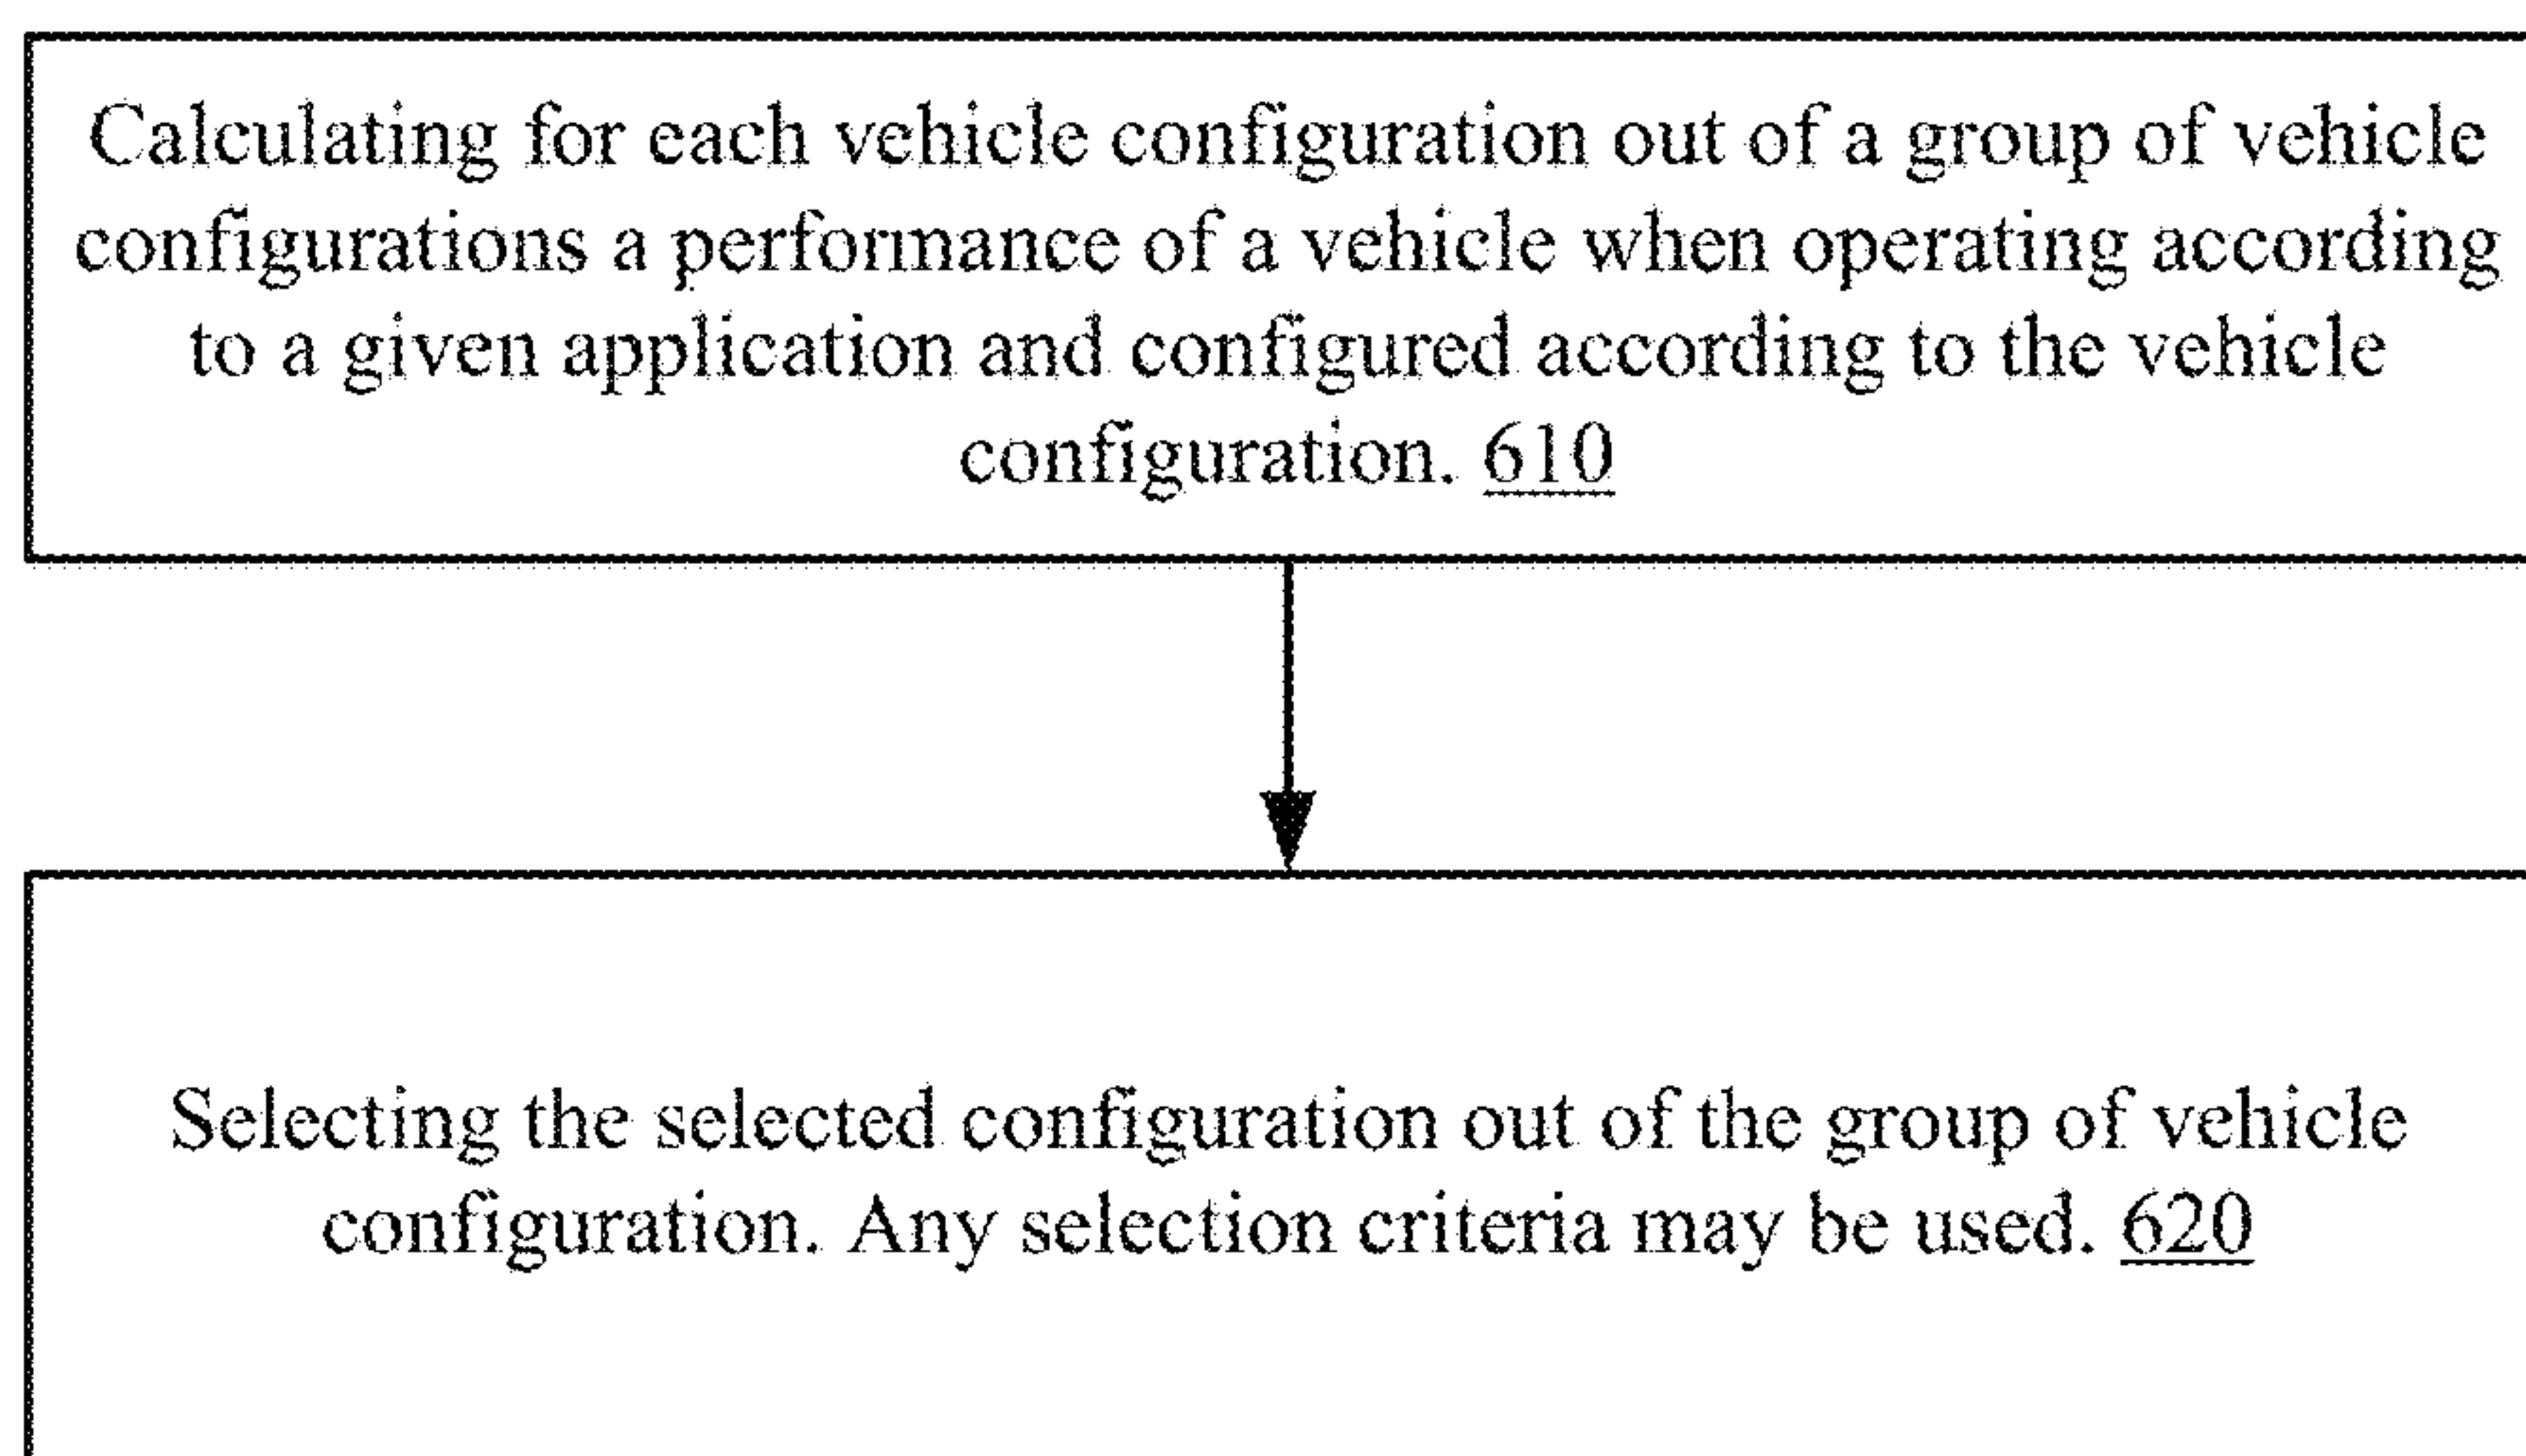 Calculating for each vehicle configuration out of a group of vehicle
configurations a performance of a vehicle when operating according
to a given application and configured according to the vehicle
configuration. 610
Selecting the selected configuration out of the group of vehicle
configuration. Any selection criteria may be used. 620